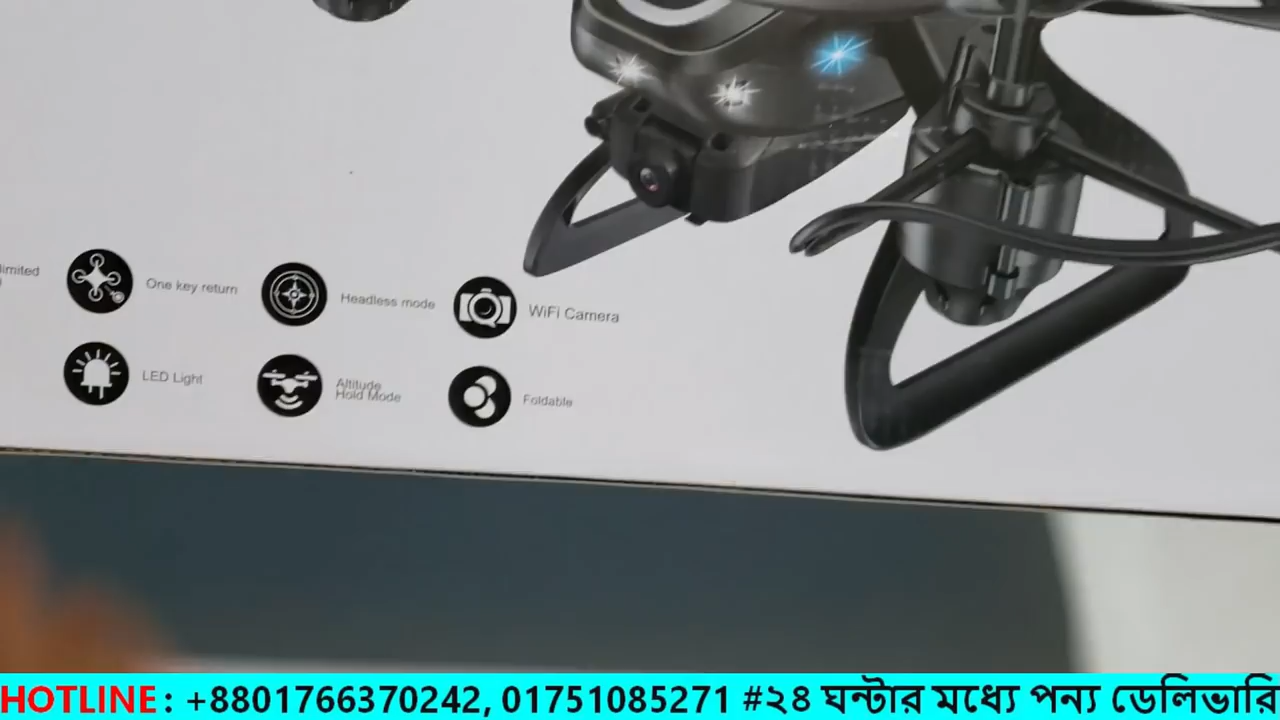 limited
One key return
Headless mode
WiFi Camera
LED Light
Altitude
Hold Mode
Foldable
HOTLINE : +8801766370242, 01751085271 #২৪ ঘন্টার মধ্যে পন্য ডেলিভারি